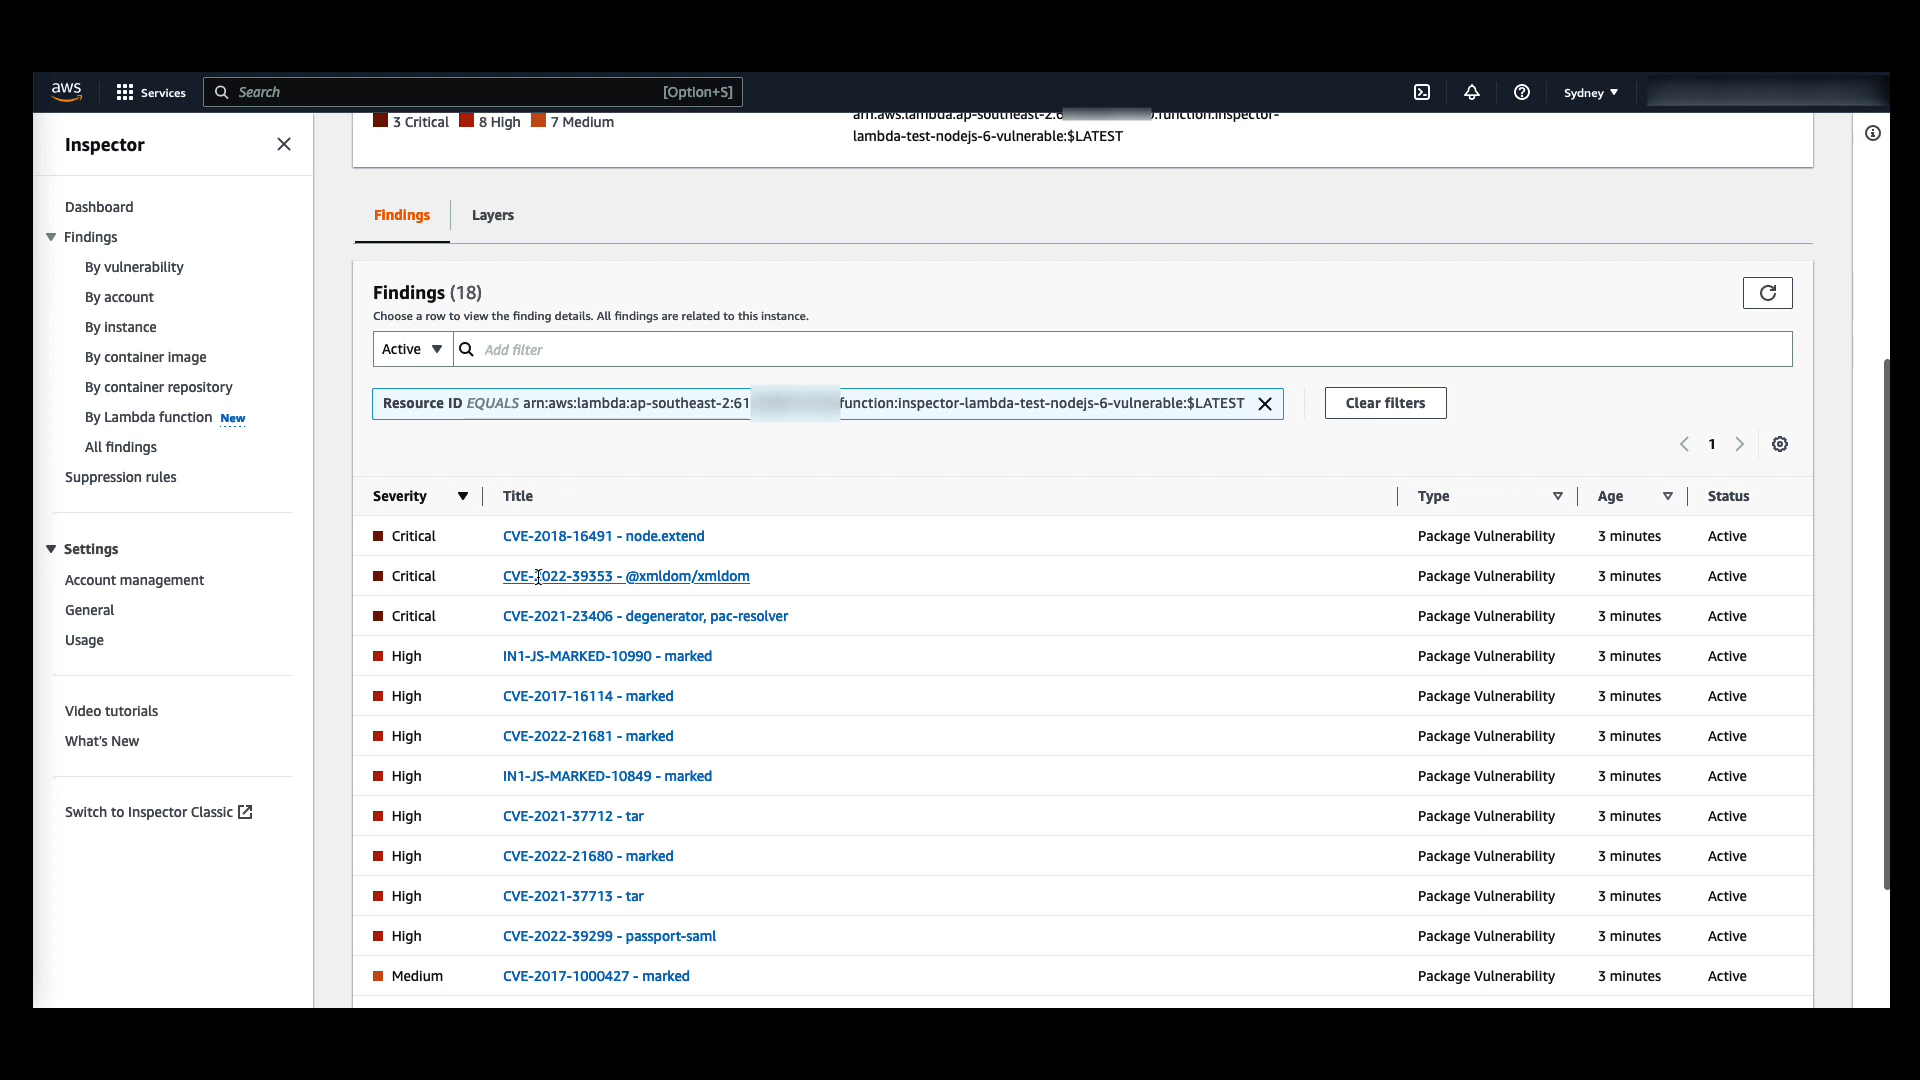 aws
Services
Search [Option+S]
Sydney
Inspector
Dashboard
Findings
By vulnerability
By account
By instance
By container image
By container repository
By Lambda function New
All findings
Suppression rules
Settings
Account management
General
Usage
Video tutorials
What's New
Switch to Inspector Classic
3 Critical 8 High 7 Medium
arn:aws:lambda:ap-southeast-2:6 :function:inspector-
lambda-test-nodejs-6-vulnerable:$LATEST
Findings Layers
Findings (18)
Choose a row to view the finding details. All findings are related to this instance.
Active Add filter
Resource ID EQUALS arn:aws:lambda:ap-southeast-2:61 function:inspector-lambda-test-nodejs-6-vulnerable:$LATEST
Clear filters
1
Severity Title Type Age Status
Critical CVE-2018-16491 - node.extend Package Vulnerability 3 minutes Active
Critical CVE-2022-39353 - @xmldom/xmldom Package Vulnerability 3 minutes Active
Critical CVE-2021-23406 - degenerator, pac-resolver Package Vulnerability 3 minutes Active
High IN1-JS-MARKED-10990 - marked Package Vulnerability 3 minutes Active
High CVE-2017-16114 - marked Package Vulnerability 3 minutes Active
High CVE-2022-21681 - marked Package Vulnerability 3 minutes Active
High IN1-JS-MARKED-10849 - marked Package Vulnerability 3 minutes Active
High CVE-2021-37712 - tar Package Vulnerability 3 minutes Active
High CVE-2022-21680 - marked Package Vulnerability 3 minutes Active
High CVE-2021-37713 - tar Package Vulnerability 3 minutes Active
High CVE-2022-39299 - passport-saml Package Vulnerability 3 minutes Active
Medium CVE-2017-1000427 - marked Package Vulnerability 3 minutes Active